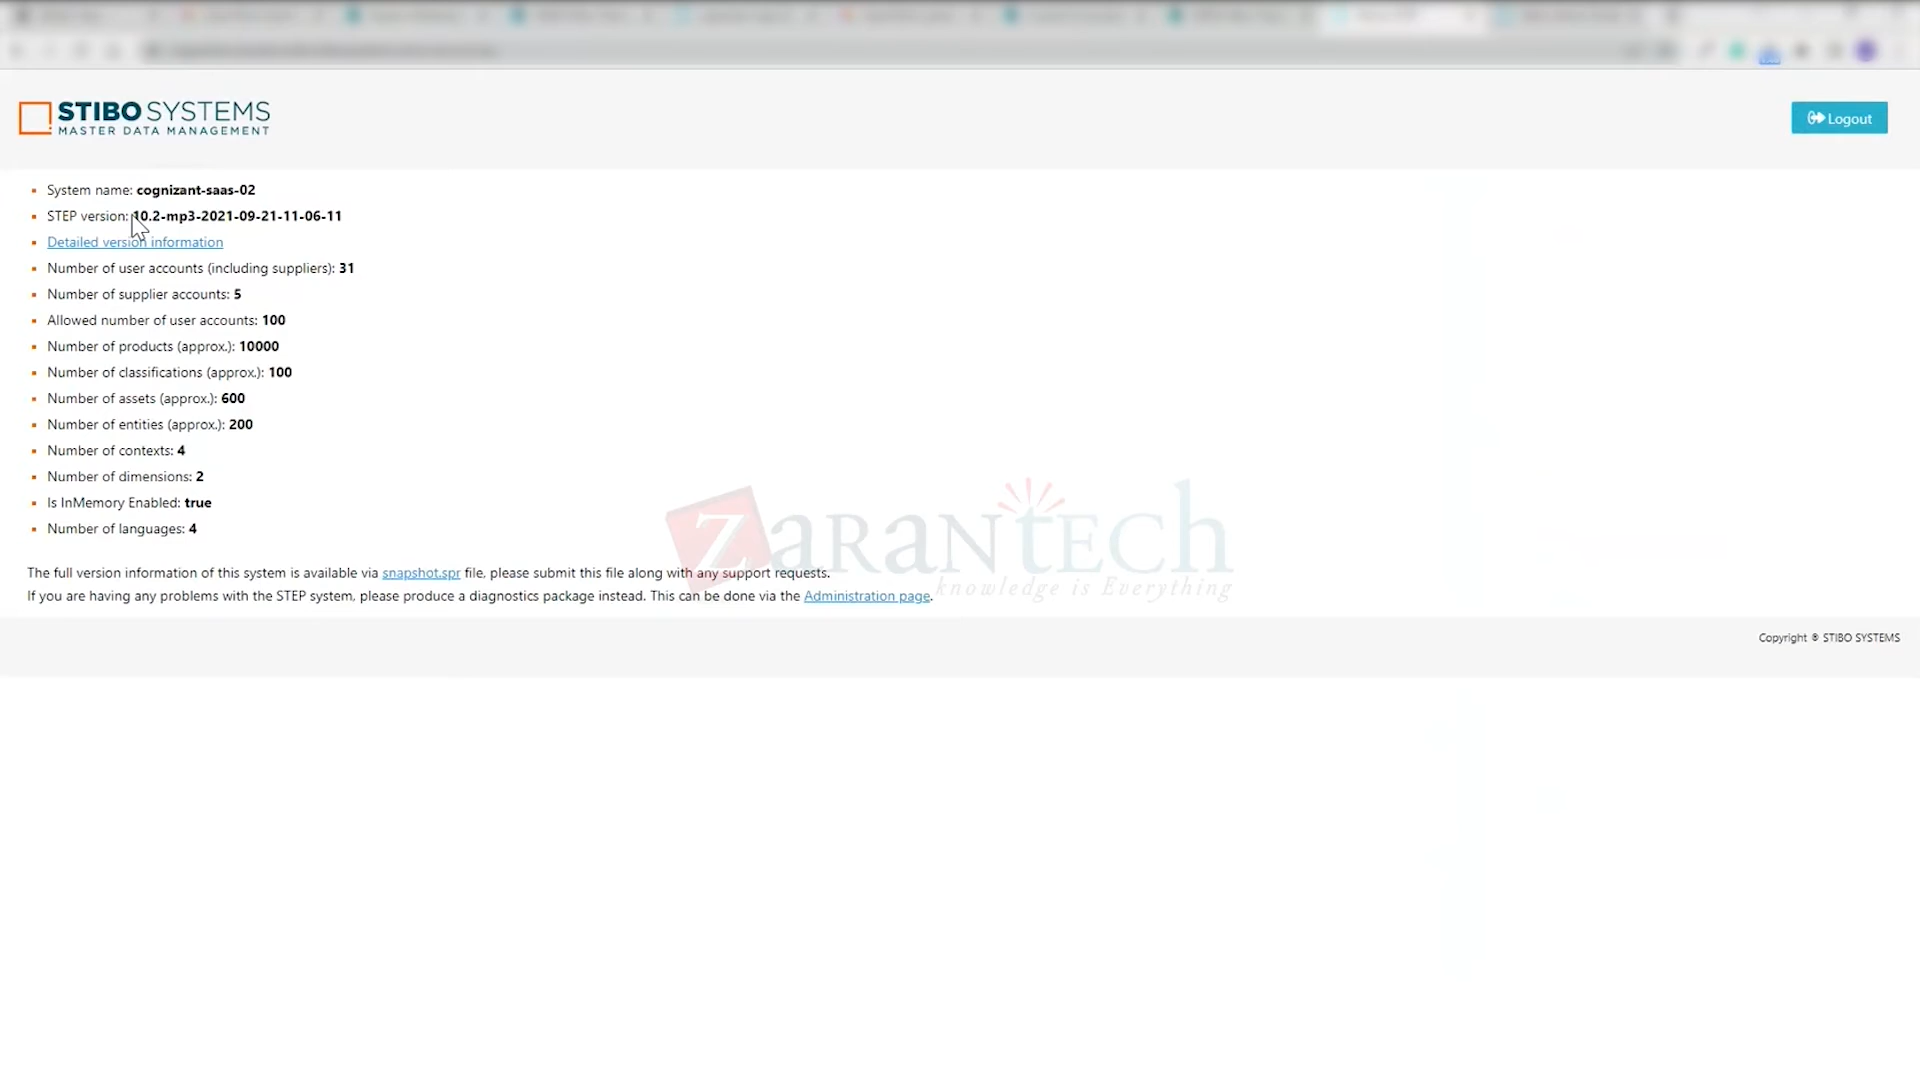 STIBO SYSTEMS
MASTER DATA MANAGEMENT
Logout
System name: cognizant-saas-02
STEP version: 10.2-mp3-2021-09-21-11-06-11
Detailed version information
Number of user accounts (including suppliers): 31
Number of supplier accounts: 5
Allowed number of user accounts: 100
Number of products (approx.): 10000
Number of classifications (approx.): 100
Number of assets (approx.): 600
Number of entities (approx.): 200
Number of contexts: 4
Number of dimensions: 2
Is InMemory Enabled: true
Number of languages: 4
ZaranTech
knowledge is Everything
The full version information of this system is available via snapshot.spr file, please submit this file along with any support requests.
If you are having any problems with the STEP system, please produce a diagnostics package instead. This can be done via the Administration page.
Copyright ® STIBO SYSTEMS